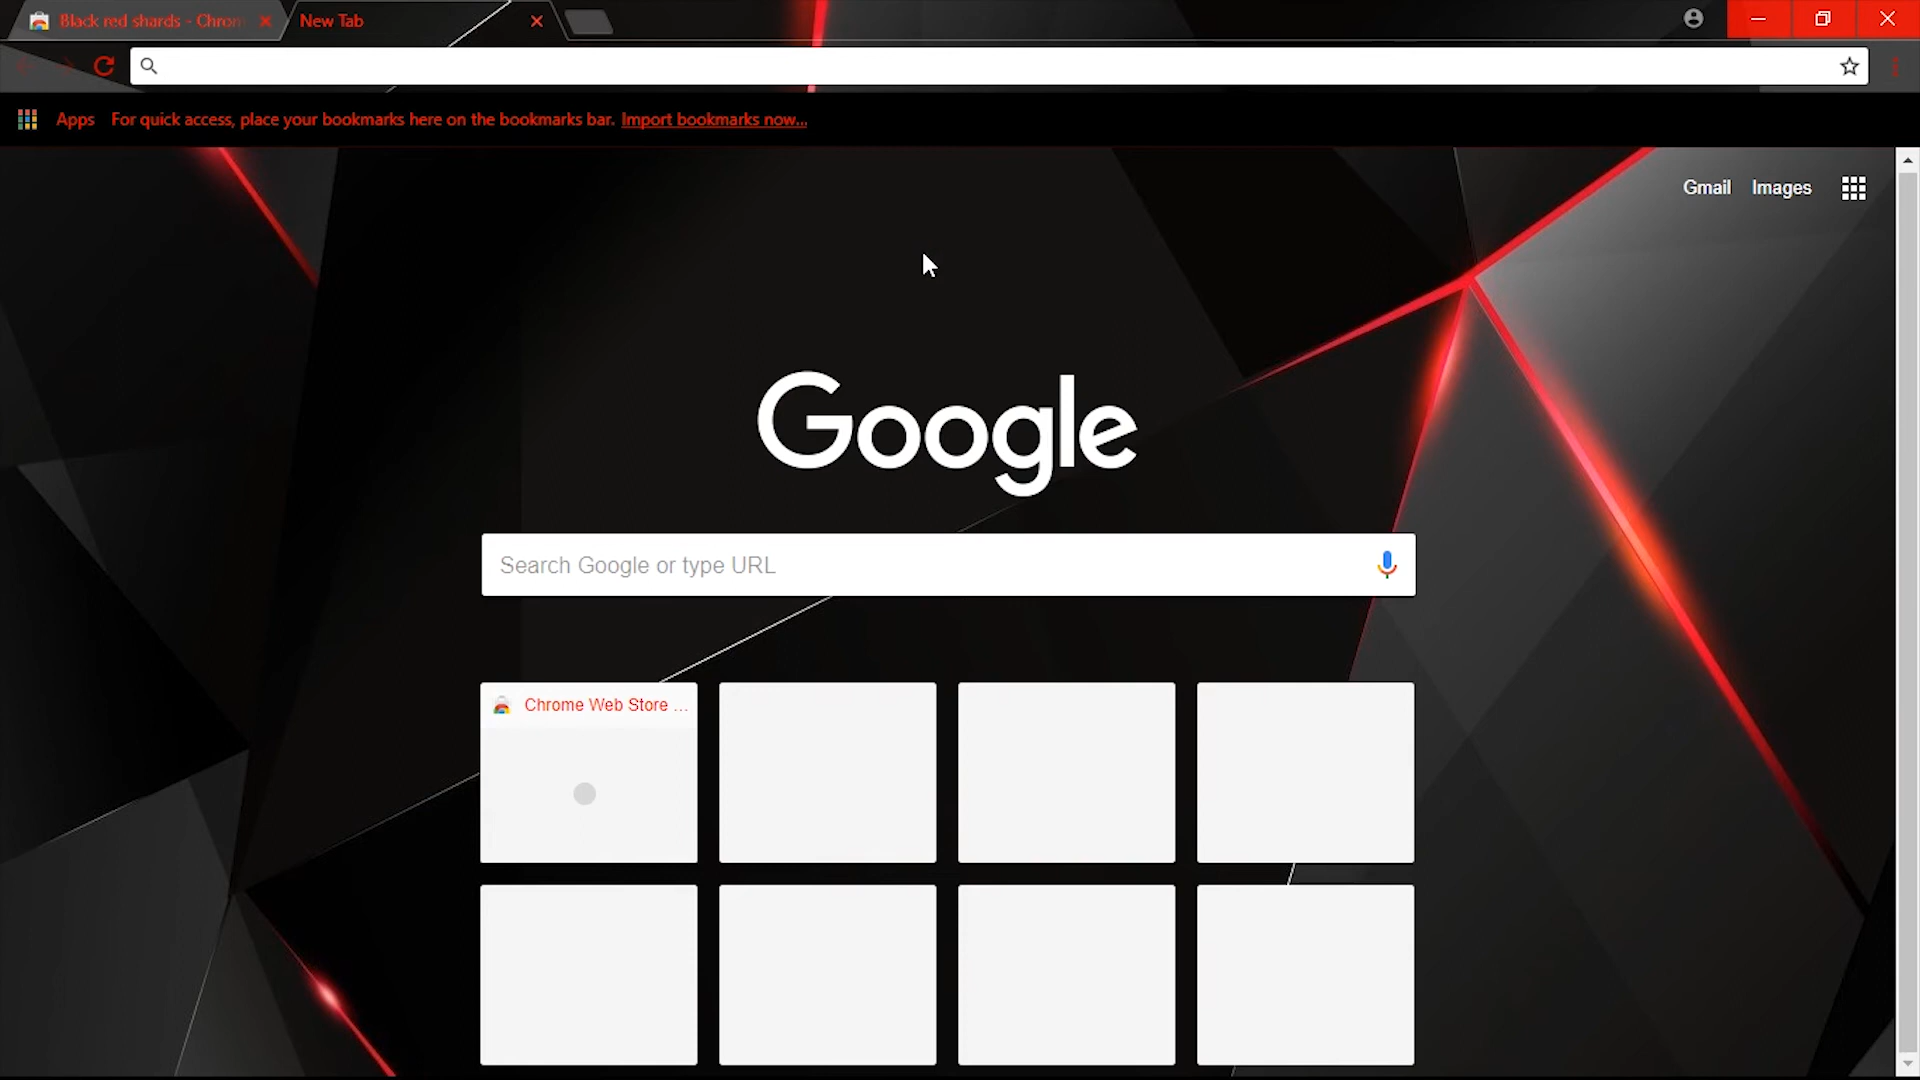 Black red shards - Chrom
New Tab
Apps For quick access, place your bookmarks here on the bookmarks bar. Import bookmarks now...
Gmail Images
Google
Search Google or type URL
Chrome Web Store ...